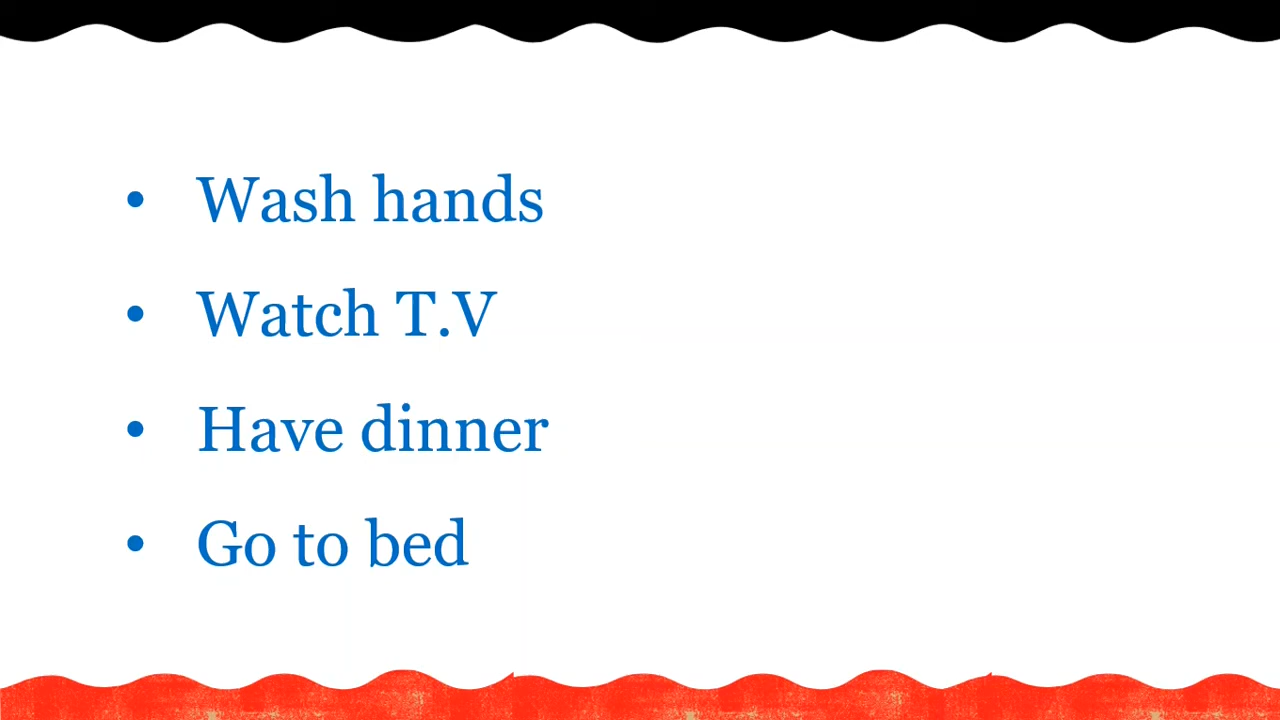 • Wash hands
• Watch T.V
• Have dinner
• Go to bed